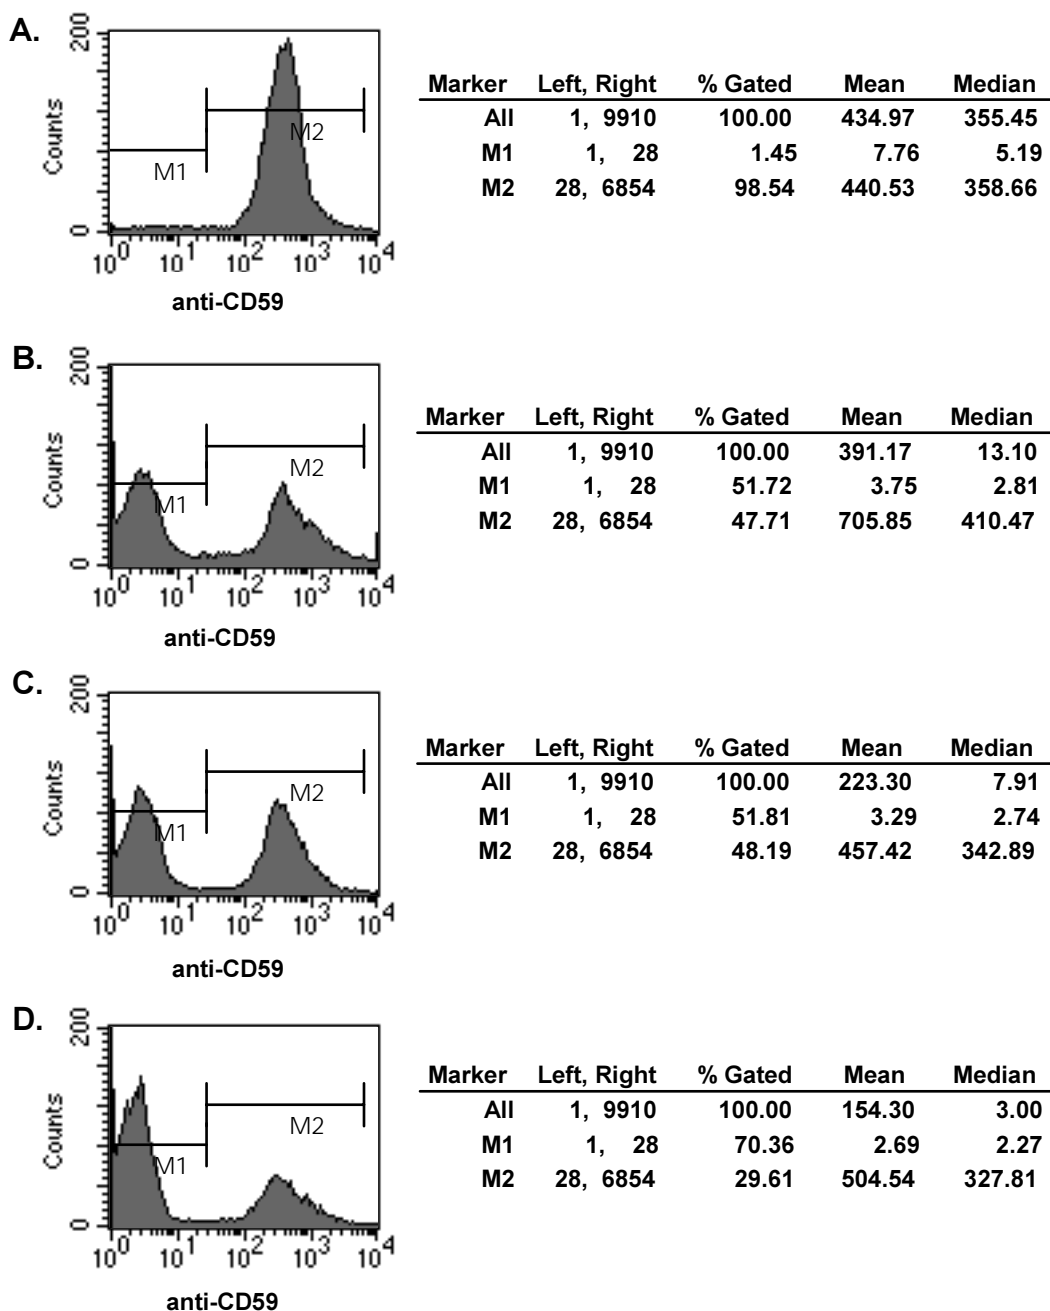 A.
200
Counts
0
M1
M2
10^0 10^1 10^2 10^3 10^4
anti-CD59
Marker Left, Right % Gated Mean Median
All 1, 9910 100.00 434.97 355.45
M1 1, 28 1.45 7.76 5.19
M2 28, 6854 98.54 440.53 358.66
B.
200
Counts
0
M1
M2
10^0 10^1 10^2 10^3 10^4
anti-CD59
Marker Left, Right % Gated Mean Median
All 1, 9910 100.00 391.17 13.10
M1 1, 28 51.72 3.75 2.81
M2 28, 6854 47.71 705.85 410.47
C.
200
Counts
0
M1
M2
10^0 10^1 10^2 10^3 10^4
anti-CD59
Marker Left, Right % Gated Mean Median
All 1, 9910 100.00 223.30 7.91
M1 1, 28 51.81 3.29 2.74
M2 28, 6854 48.19 457.42 342.89
D.
200
Counts
0
M1
M2
10^0 10^1 10^2 10^3 10^4
anti-CD59
Marker Left, Right % Gated Mean Median
All 1, 9910 100.00 154.30 3.00
M1 1, 28 70.36 2.69 2.27
M2 28, 6854 29.61 504.54 327.81